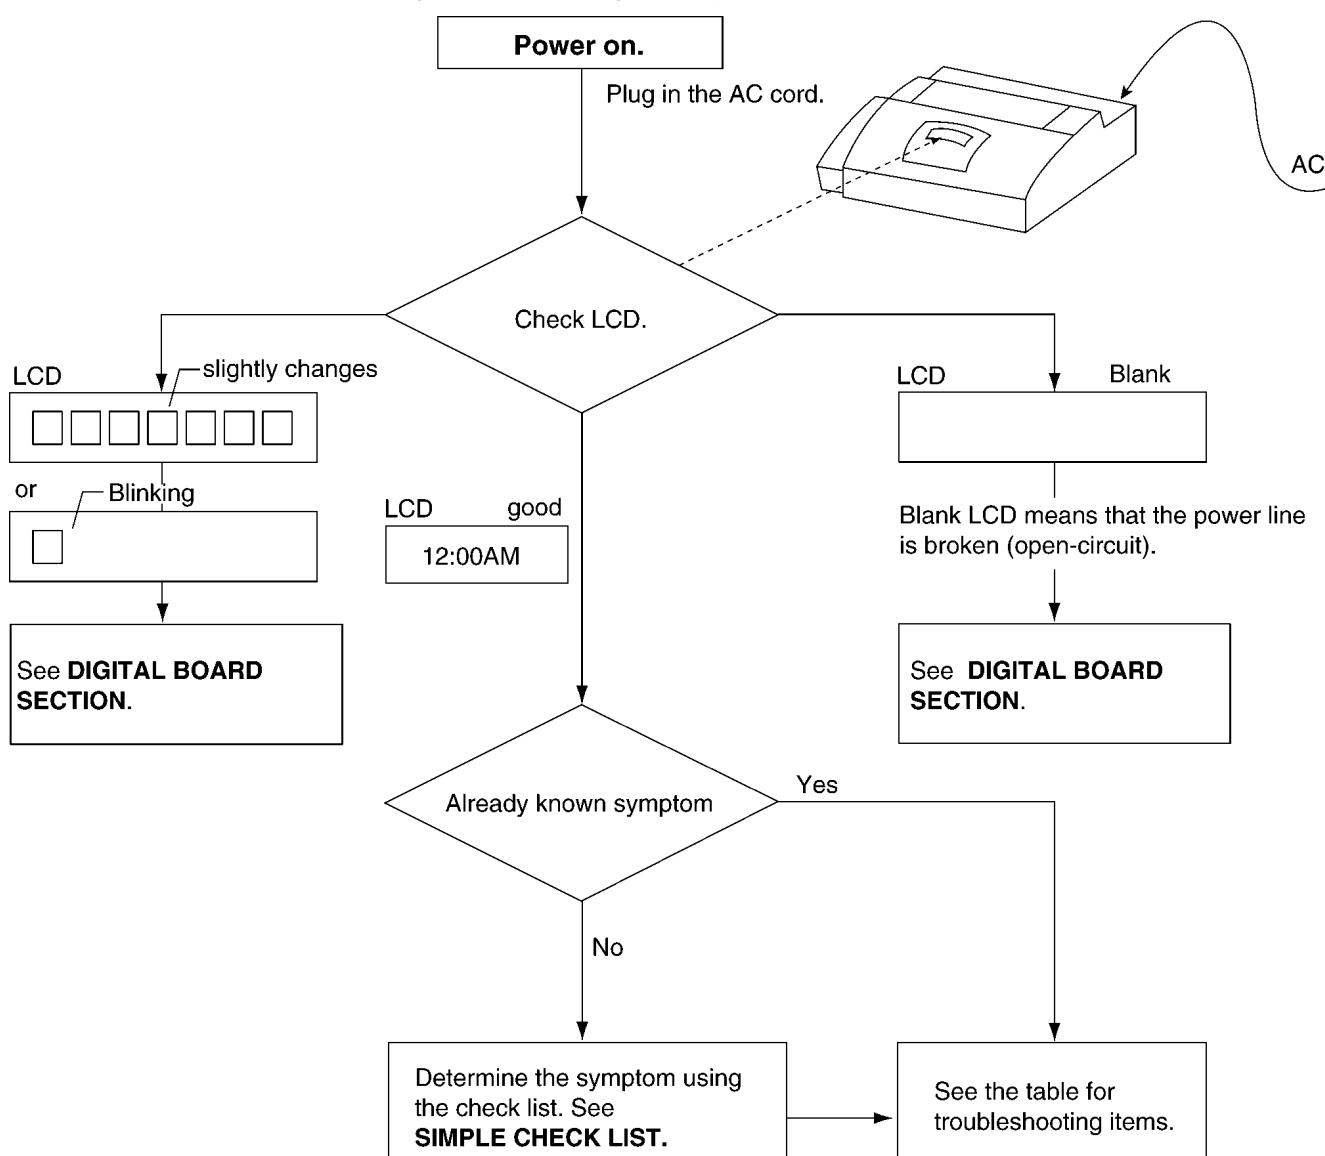 Power on.
Plug in the AC cord.
AC
Check LCD.
LCD
slightly changes
or
Blinking
LCD good
12:00AM
LCD Blank
Blank LCD means that the power line
is broken (open-circuit).
See DIGITAL BOARD
SECTION.
See DIGITAL BOARD
SECTION.
Already known symptom
Yes
No
Determine the symptom using
the check list. See
SIMPLE CHECK LIST.
See the table for
troubleshooting items.